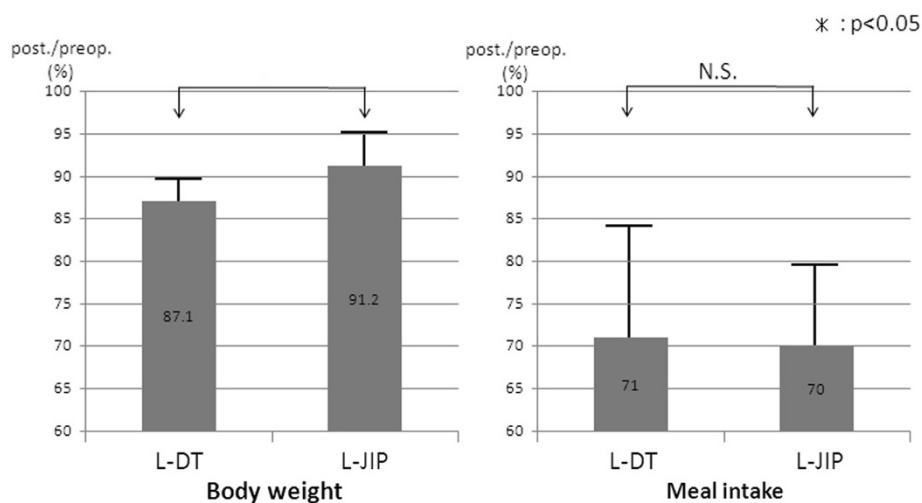 ✳ : p<0.05
post./preop.
(%)
100
95
90
85
80
75
70
65
60
87.1
91.2
L-DT
L-JIP
Body weight
post./preop.
(%)
N.S.
100
95
90
85
80
75
70
65
60
71
70
L-DT
L-JIP
Meal intake